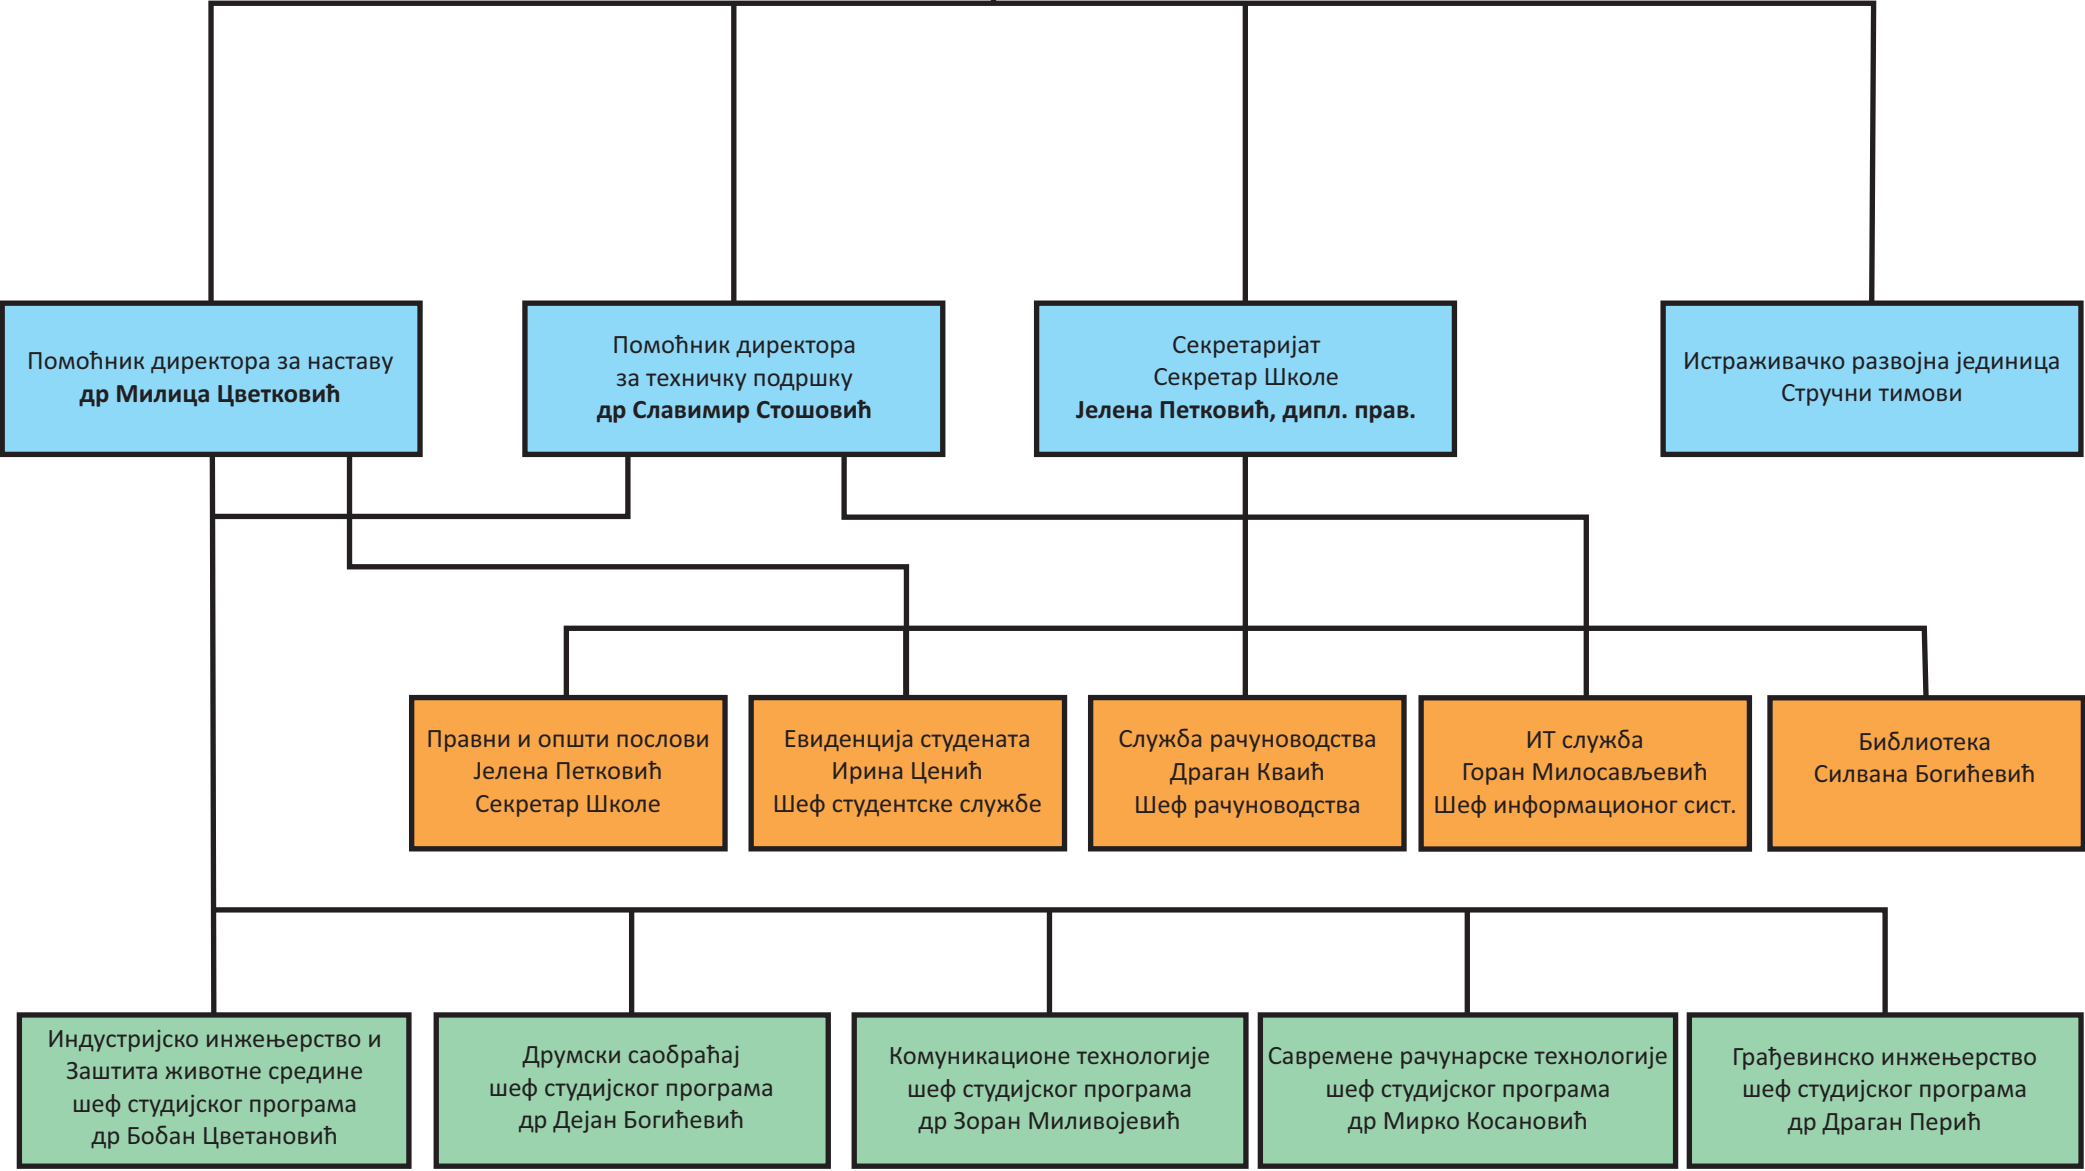 Помоћник директора за наставу
др Милица Цветковић
Помоћник директора
за техничку подршку
др Славимир Стошовић
Секретаријат
Секретар Школе
Јелена Петковић, дипл. прав.
Истраживачко развојна јединица
Стручни тимови
Правни и општи послови
Јелена Петковић
Секретар Школе
Евиденција студената
Ирина Ценић
Шеф студентске службе
Служба рачуноводства
Драган Кваић
Шеф рачуноводства
ИТ служба
Горан Милосављевић
Шеф информационог сист.
Библиотека
Силвана Богићевић
Индустријско инжењерство и
Заштита животне средине
шеф студијског програма
др Бобан Цветановић
Друмски саобраћај
шеф студијског програма
др Дејан Богићевић
Комуникационе технологије
шеф студијског програма
др Зоран Миливојевић
Савремене рачунарске технологије
шеф студијског програма
др Мирко Косановић
Грађевинско инжењерство
шеф студијског програма
др Драган Перић